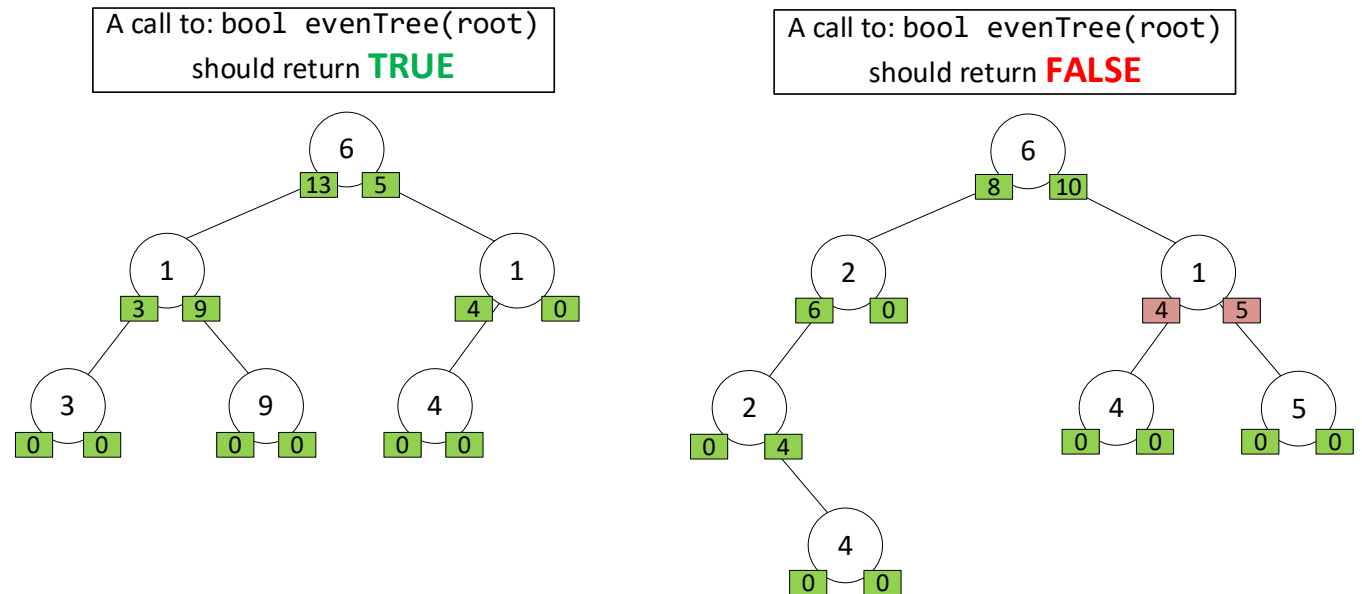 A call to: bool evenTree(root)
should return TRUE
6
13 5
1 1
3 9 4 0
3 9 4
0 0 0 0 0 0
A call to: bool evenTree(root)
should return FALSE
6
8 10
2 1
6 0 4 5
2 4 5
0 4 0 0 0 0
4
0 0